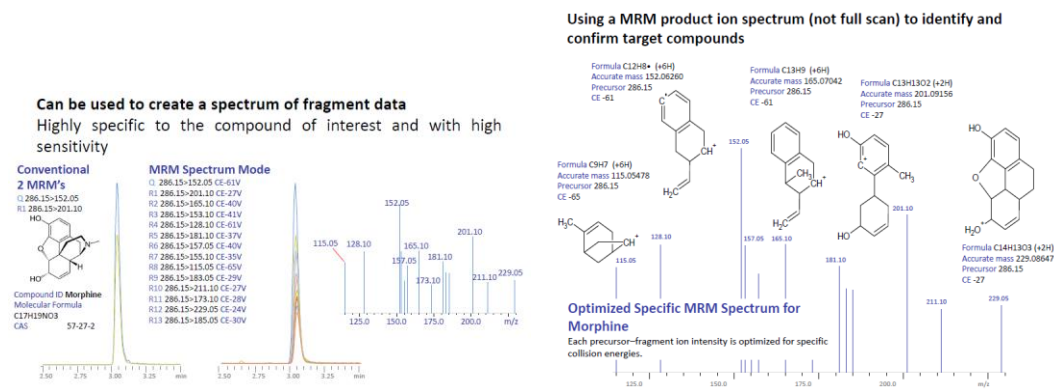 Can be used to create a spectrum of fragment data
Highly specific to the compound of interest and with high
sensitivity
Conventional
2 MRM's
Q 286.15>152.05
R1 286.15>201.10
HO
O
N
H
HO
Compound ID Morphine
Molecular Formula
C17H19NO3
CAS 57-27-2
2.50 2.75 3.00 3.25 min
MRM Spectrum Mode
Q 286.15>152.05 CE-61V
R1 286.15>201.10 CE-27V
R2 286.15>165.10 CE-40V
R3 286.15>153.10 CE-41V
R4 286.15>128.10 CE-61V
R5 286.15>181.10 CE-37V
R6 286.15>157.05 CE-40V
R7 286.15>155.10 CE-35V
R8 286.15>115.05 CE-65V
R9 286.15>183.05 CE-29V
R10 286.15>211.10 CE-27V
R11 286.15>173.10 CE-28V
R12 286.15>229.05 CE-24V
R13 286.15>185.05 CE-30V
2.50 2.75 3.00 3.25 min
152.05
201.10
115.05
128.10
165.10
157.05
181.10
173.10
211.10
229.05
125.0 150.0 175.0 200.0 m/z
Using a MRM product ion spectrum (not full scan) to identify and
confirm target compounds
Formula C12H8• (+6H)
Accurate mass 152.06260
Precursor 286.15
CE -61
C
CH+
H2C
Formula C13H9 (+6H)
Accurate mass 165.07042
Precursor 286.15
CE -61
CH3
CH+
H2C
Formula C13H13O2 (+2H)
Accurate mass 201.09156
Precursor 286.15
CE -27
HO
C+
CH3
HO
HO
O
H2O+
Formula C14H13O3 (+2H)
Accurate mass 229.08647
Precursor 286.15
CE -27
Formula C9H7 (+6H)
Accurate mass 115.05478
Precursor 286.15
CE -65
H3C
CH+
152.05
201.10
128.10
157.05
165.10
115.05
181.10
211.10
229.05
Optimized Specific MRM Spectrum for
Morphine
Each precursor–fragment ion intensity is optimized for specific
collision energies.
125.0 150.0 175.0 200.0 m/z